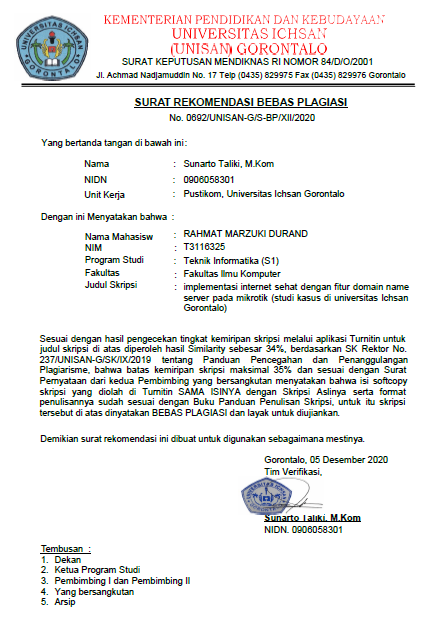 KEMENTERIAN PENDIDIKAN DAN KEBUDAYAAN
UNIVERSITAS ICHSAN
(UNISAN) GORONTALO
SURAT KEPUTUSAN MENDIKNAS RI NOMOR 84/D/O/2001
Jl. Achmad Nadjamuddin No. 17 Telp (0435) 829975 Fax (0435) 829976 Gorontalo
UNIVERSITAS ICHSAN
GORONTALO
SURAT REKOMENDASI BEBAS PLAGIASI
No. 0692/UNISAN-G/S-BP/XII/2020
Yang bertanda tangan di bawah ini :
Nama : Sunarto Taliki, M.Kom
NIDN : 0906058301
Unit Kerja : Pustikom, Universitas Ichsan Gorontalo
Dengan ini Menyatakan bahwa :
Nama Mahasisw : RAHMAT MARZUKI DURAND
NIM : T3116325
Program Studi : Teknik Informatika (S1)
Fakultas : Fakultas Ilmu Komputer
Judul Skripsi : implementasi internet sehat dengan fitur domain name
server pada mikrotik (studi kasus di universitas Ichsan
Gorontalo)
Sesuai dengan hasil pengecekan tingkat kemiripan skripsi melalui aplikasi Turnitin untuk
judul skripsi di atas diperoleh hasil Similarity sebesar 34%, berdasarkan SK Rektor No.
237/UNISAN-G/SK/IX/2019 tentang Panduan Pencegahan dan Penanggulangan
Plagiarisme, bahwa batas kemiripan skripsi maksimal 35% dan sesuai dengan Surat
Pernyataan dari kedua Pembimbing yang bersangkutan menyatakan bahwa isi softcopy
skripsi yang diolah di Turnitin SAMA ISINYA dengan Skripsi Aslinya serta format
penulisannya sudah sesuai dengan Buku Panduan Penulisan Skripsi, untuk itu skripsi
tersebut di atas dinyatakan BEBAS PLAGIASI dan layak untuk diujiankan.
Demikian surat rekomendasi ini dibuat untuk digunakan sebagaimana mestinya.
Gorontalo, 05 Desember 2020
Tim Verifikasi,
Sunarto Taliki, M.Kom
NIDN. 0906058301
Tembusan :
1. Dekan
2. Ketua Program Studi
3. Pembimbing I dan Pembimbing II
4. Yang bersangkutan
5. Arsip